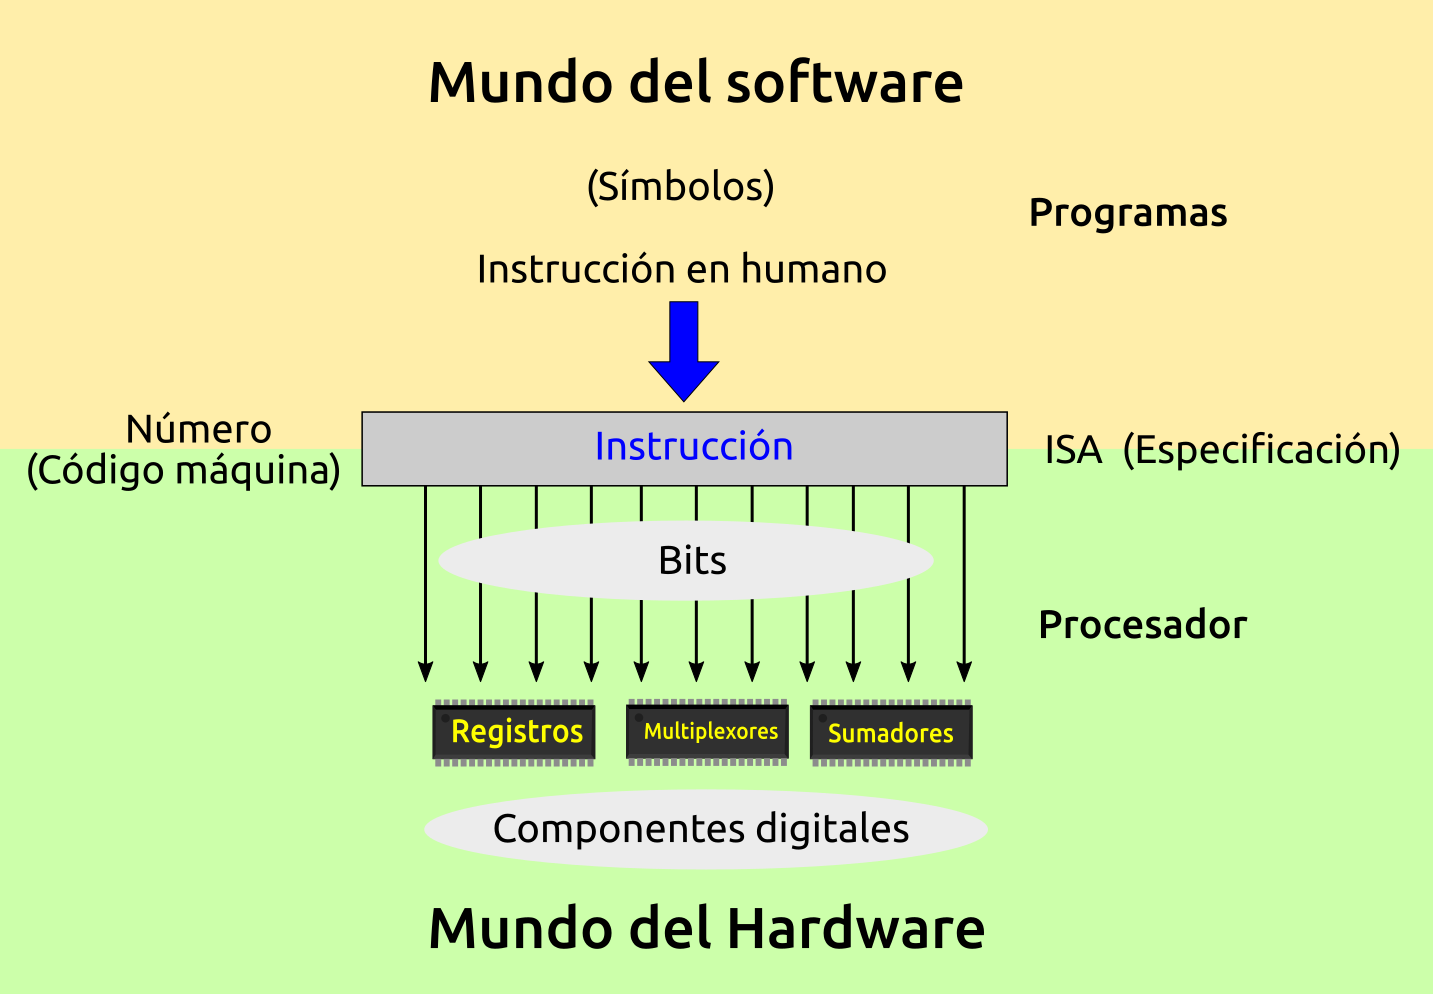 Mundo del software
(Símbolos)
Programas
Instrucción en humano
Número
(Código máquina)
Instrucción
ISA (Especificación)
Bits
Procesador
Registros
Multiplexores
Sumadores
Componentes digitales
Mundo del Hardware